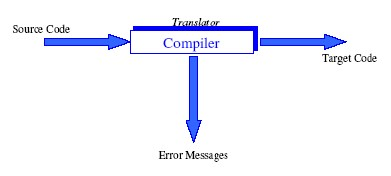 Translator
Source Code
Compiler
Target Code
Error Messages